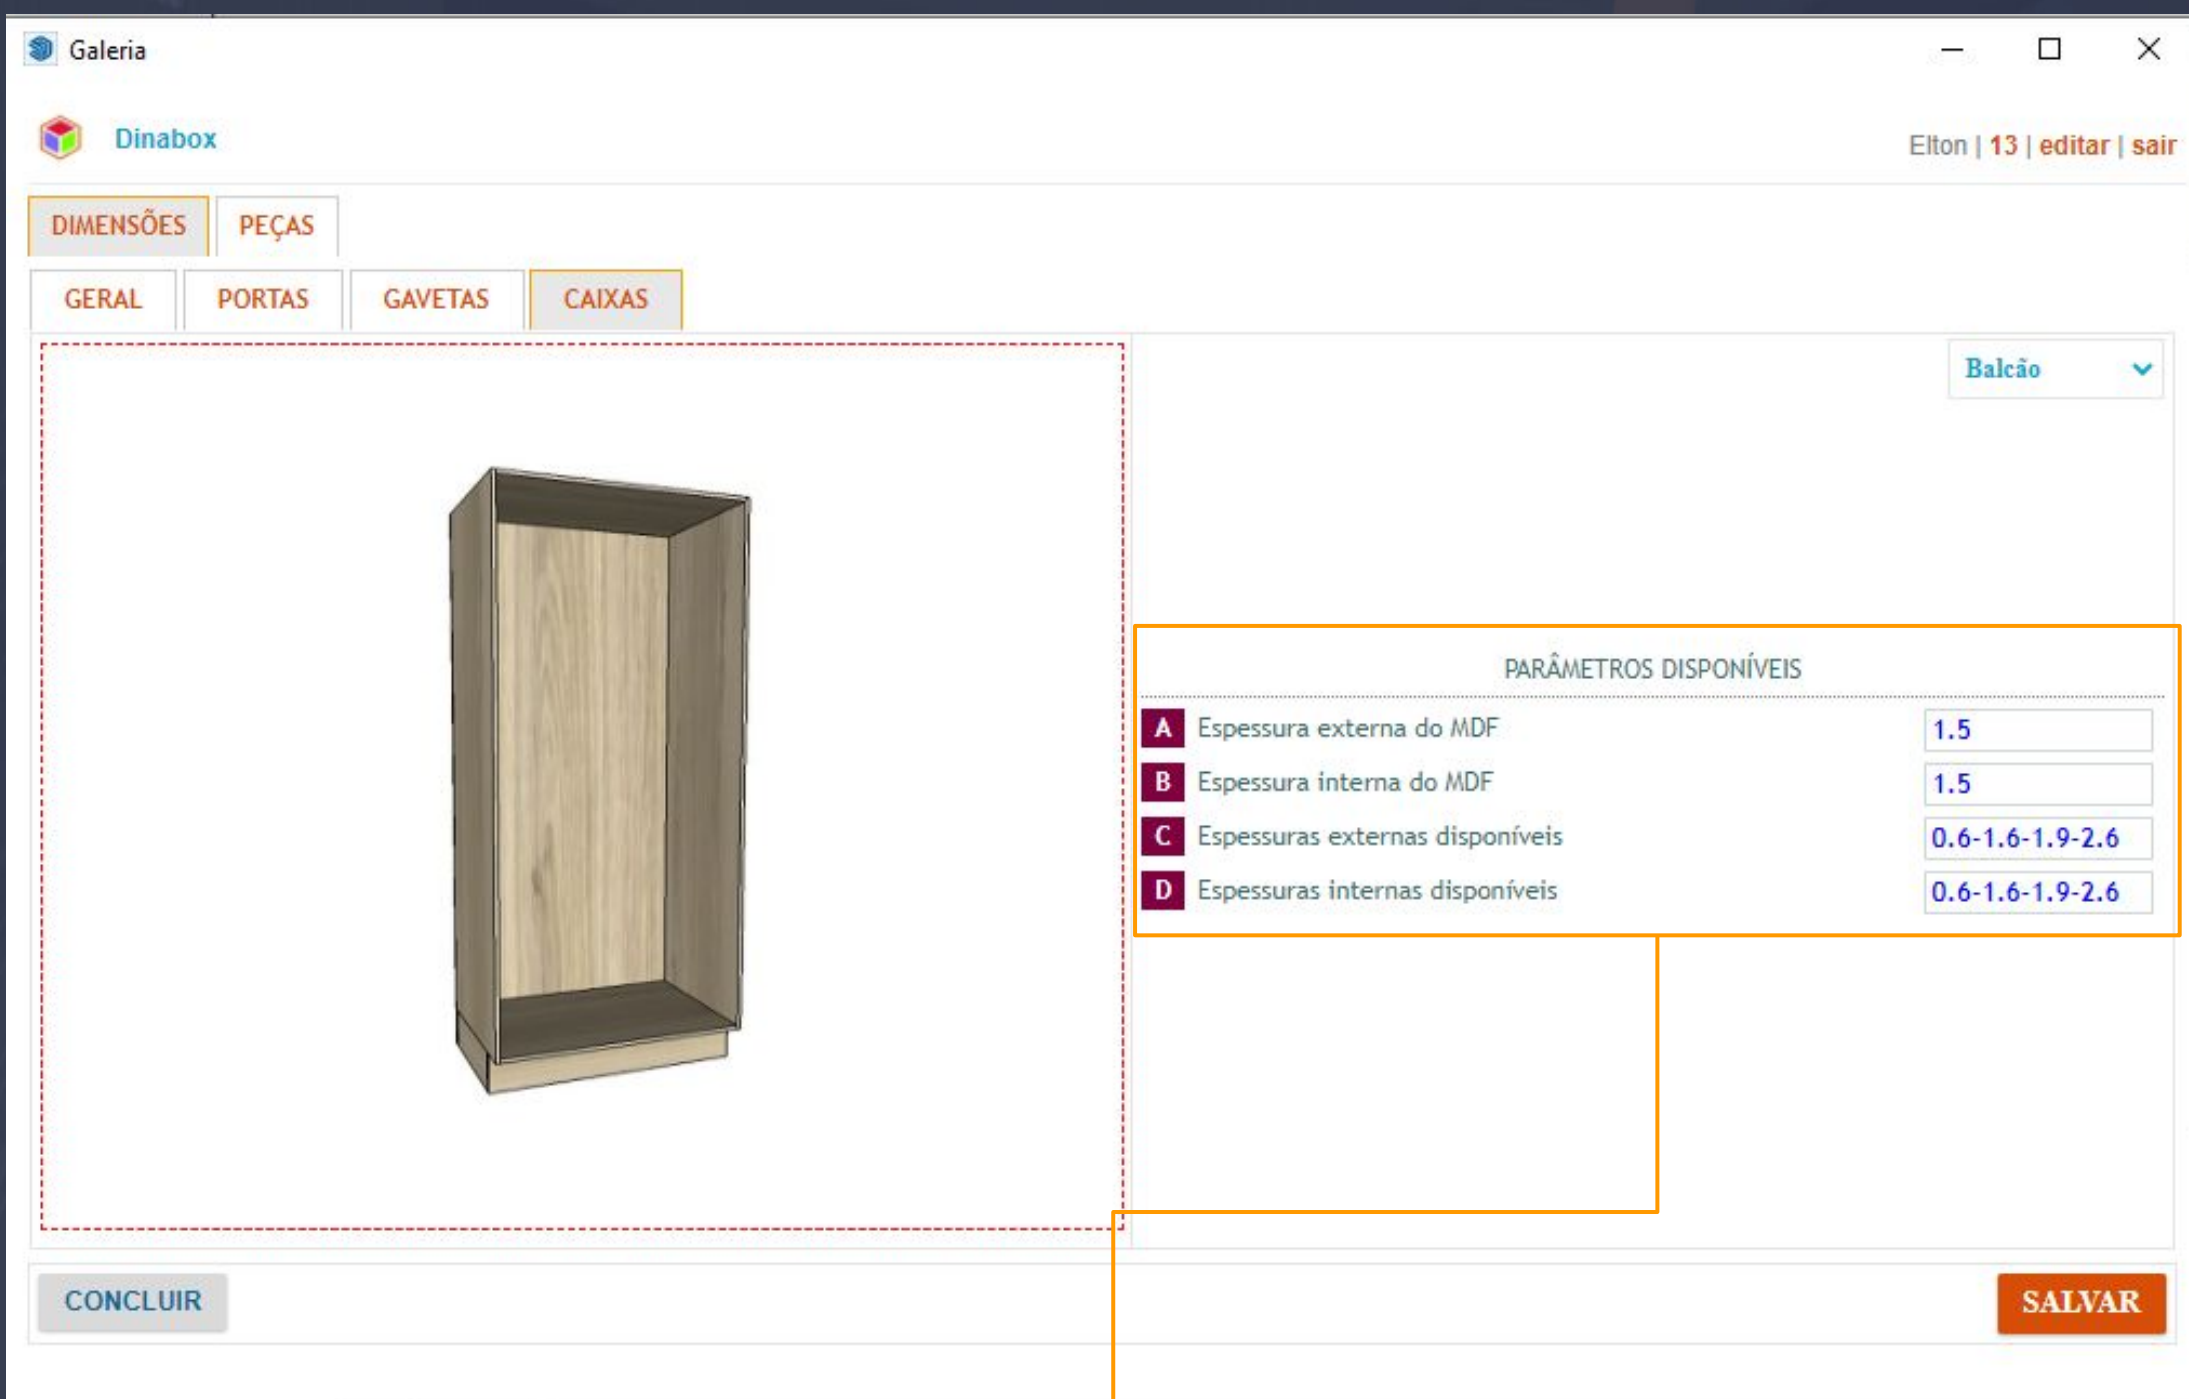 Galeria
Dinabox
Elton | 13 | editar | sair
DIMENSÕES PEÇAS
GERAL PORTAS GAVETAS CAIXAS
Balcão
PARÂMETROS DISPONÍVEIS
A Espessura externa do MDF 1.5
B Espessura interna do MDF 1.5
C Espessuras externas disponíveis 0.6-1.6-1.9-2.6
D Espessuras internas disponíveis 0.6-1.6-1.9-2.6
CONCLUIR SALVAR